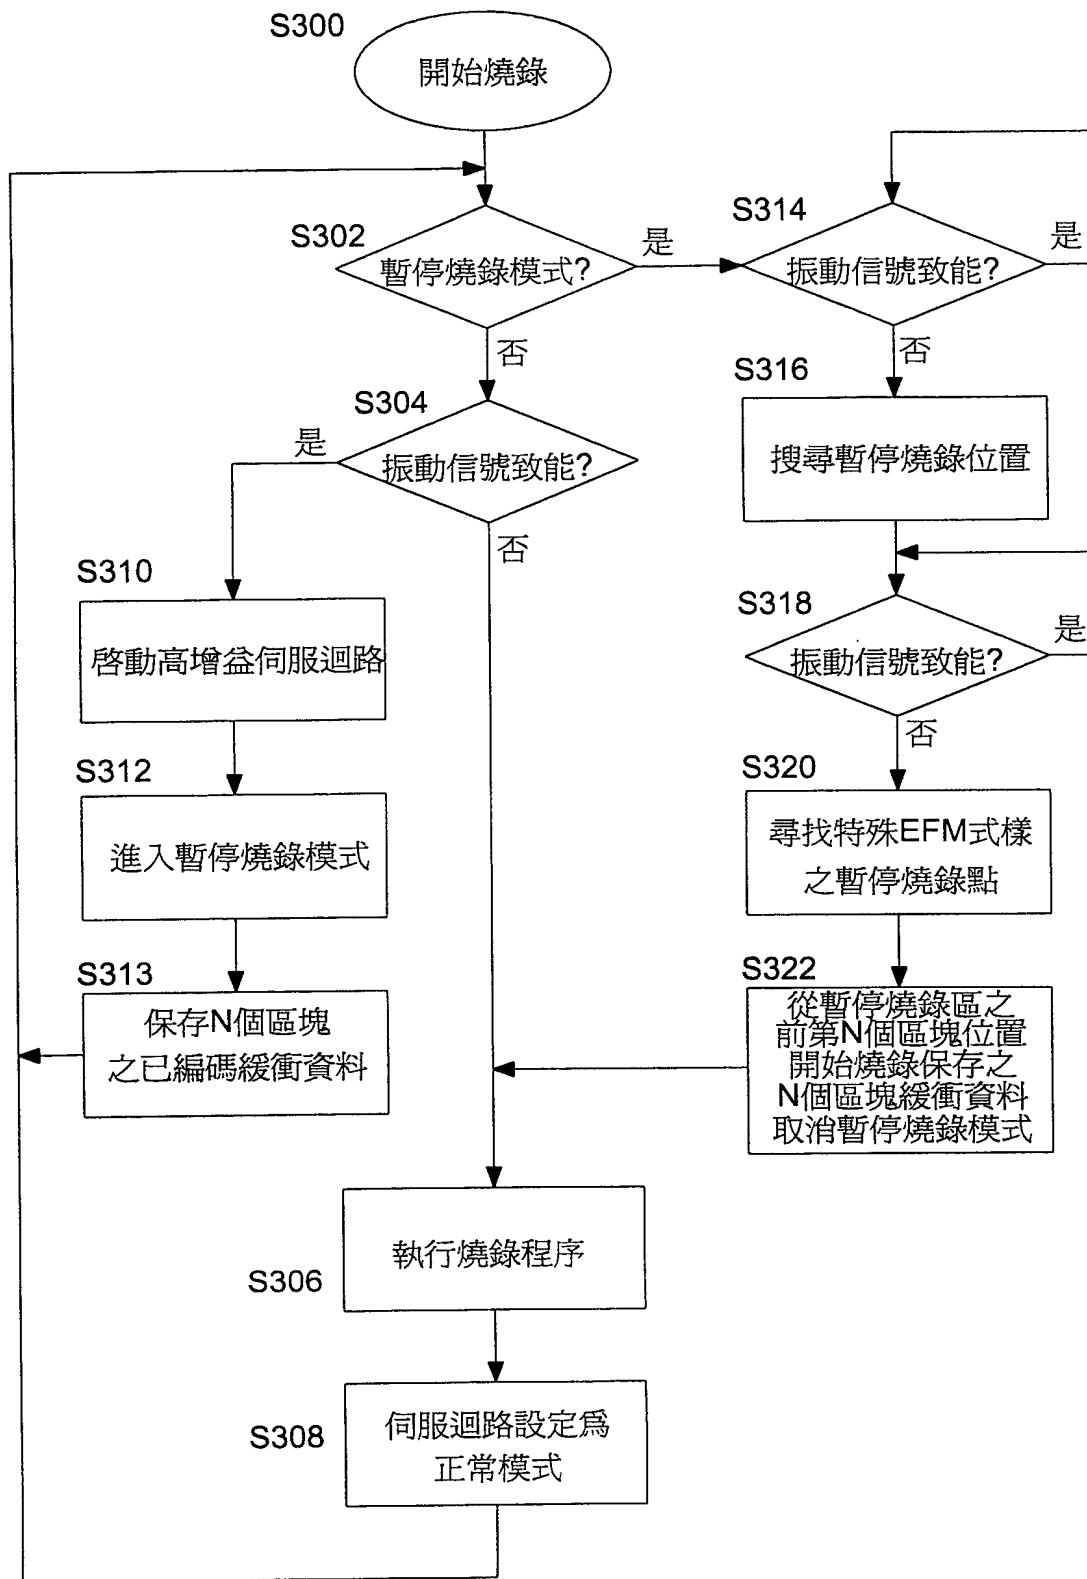 S300
開始燒錄
S302
暫停燒錄模式?
是
否
S314
振動信號致能?
是
否
S304
振動信號致能?
是
否
S316
搜尋暫停燒錄位置
S310
啓動高增益伺服迴路
S318
振動信號致能?
是
否
S312
進入暫停燒錄模式
S320
尋找特殊EFM式樣
之暫停燒錄點
S313
保存N個區塊
之已編碼緩衝資料
S322
從暫停燒錄區之
前第N個區塊位置
開始燒錄保存之
N個區塊緩衝資料
取消暫停燒錄模式
S306
執行燒錄程序
S308
伺服迴路設定爲
正常模式